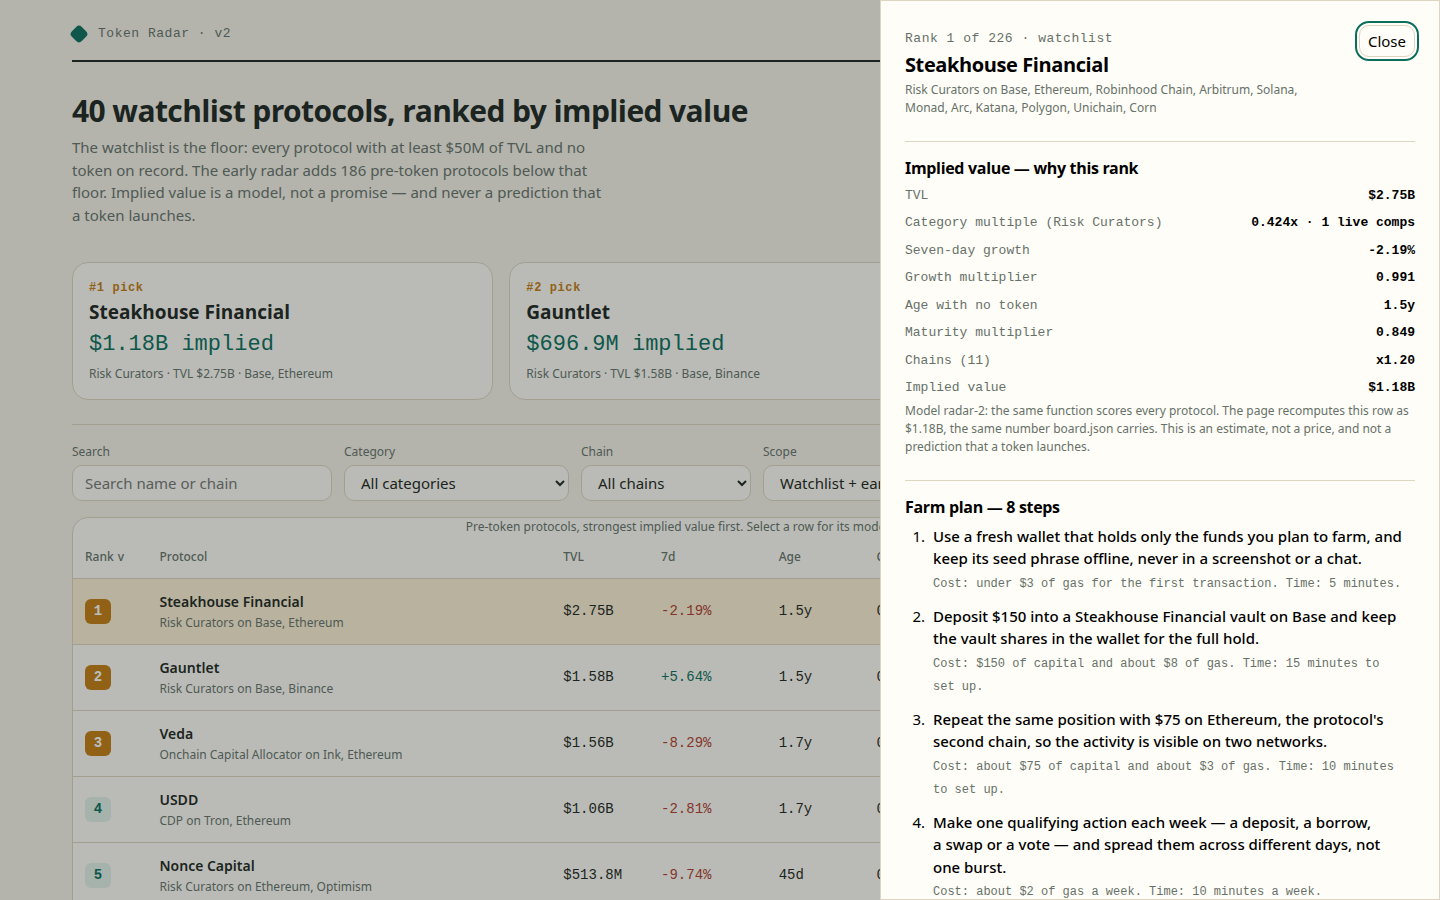 Token Radar · v2
40 watchlist protocols, ranked by implied value
The watchlist is the floor: every protocol with at least $50M of TVL and no
token on record. The early radar adds 186 pre-token protocols below that
floor. Implied value is a model, not a promise — and never a prediction that
a token launches.
#1 pick
Steakhouse Financial
$1.18B implied
Risk Curators · TVL $2.75B · Base, Ethereum
#2 pick
Gauntlet
$696.9M implied
Risk Curators · TVL $1.58B · Base, Binance
Search
Category
Chain
Scope
Search name or chain
All categories
All chains
Watchlist + ea
Pre-token protocols, strongest implied value first. Select a row for its mod
Rank v
Protocol
TVL
7d
Age
1
Steakhouse Financial
Risk Curators on Base, Ethereum
$2.75B
-2.19%
1.5y
2
Gauntlet
Risk Curators on Base, Binance
$1.58B
+5.64%
1.5y
3
Veda
Onchain Capital Allocator on Ink, Ethereum
$1.56B
-8.29%
1.7y
4
USDD
CDP on Tron, Ethereum
$1.06B
-2.81%
1.7y
5
Nonce Capital
Risk Curators on Ethereum, Optimism
$513.8M
-9.74%
45d
Rank 1 of 226 · watchlist
Close
Steakhouse Financial
Risk Curators on Base, Ethereum, Robinhood Chain, Arbitrum, Solana,
Monad, Arc, Katana, Polygon, Unichain, Corn
Implied value — why this rank
TVL $2.75B
Category multiple (Risk Curators) 0.424x · 1 live comps
Seven-day growth -2.19%
Growth multiplier 0.991
Age with no token 1.5y
Maturity multiplier 0.849
Chains (11) x1.20
Implied value $1.18B
Model radar-2: the same function scores every protocol. The page recomputes this row as
$1.18B, the same number board.json carries. This is an estimate, not a price, and not a
prediction that a token launches.
Farm plan — 8 steps
1. Use a fresh wallet that holds only the funds you plan to farm, and
keep its seed phrase offline, never in a screenshot or a chat.
Cost: under $3 of gas for the first transaction. Time: 5 minutes.
2. Deposit $150 into a Steakhouse Financial vault on Base and keep
the vault shares in the wallet for the full hold.
Cost: $150 of capital and about $8 of gas. Time: 15 minutes to
set up.
3. Repeat the same position with $75 on Ethereum, the protocol's
second chain, so the activity is visible on two networks.
Cost: about $75 of capital and about $3 of gas. Time: 10 minutes
to set up.
4. Make one qualifying action each week — a deposit, a borrow,
a swap or a vote — and spread them across different days, not
one burst.
Cost: about $2 of gas a week. Time: 10 minutes a week.